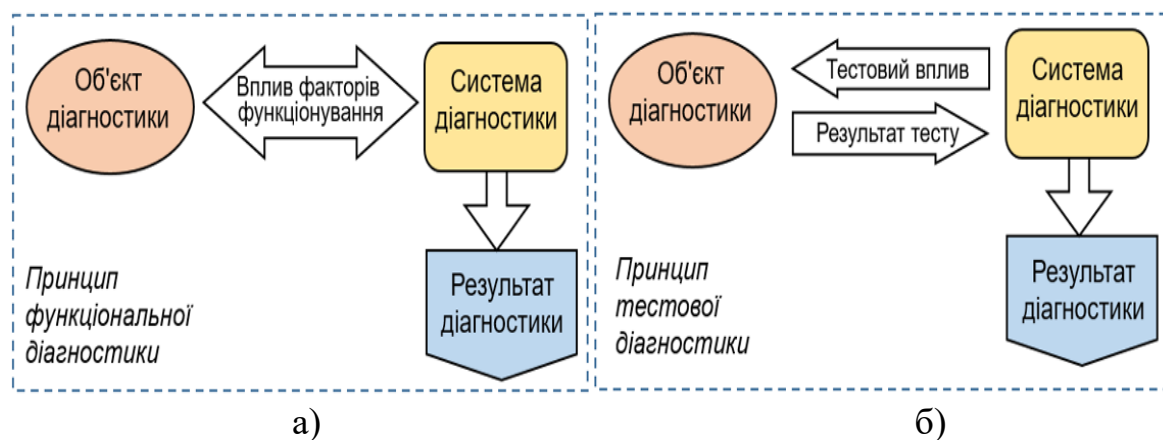 Об'єкт
діагностики
Вплив факторів
функціонування
Система
діагностики
Результат
діагностики
Принцип
функціональної
діагностики
Об'єкт
діагностики
Тестовий вплив
Результат тесту
Система
діагностики
Результат
діагностики
Принцип
тестової
діагностики
а)
б)